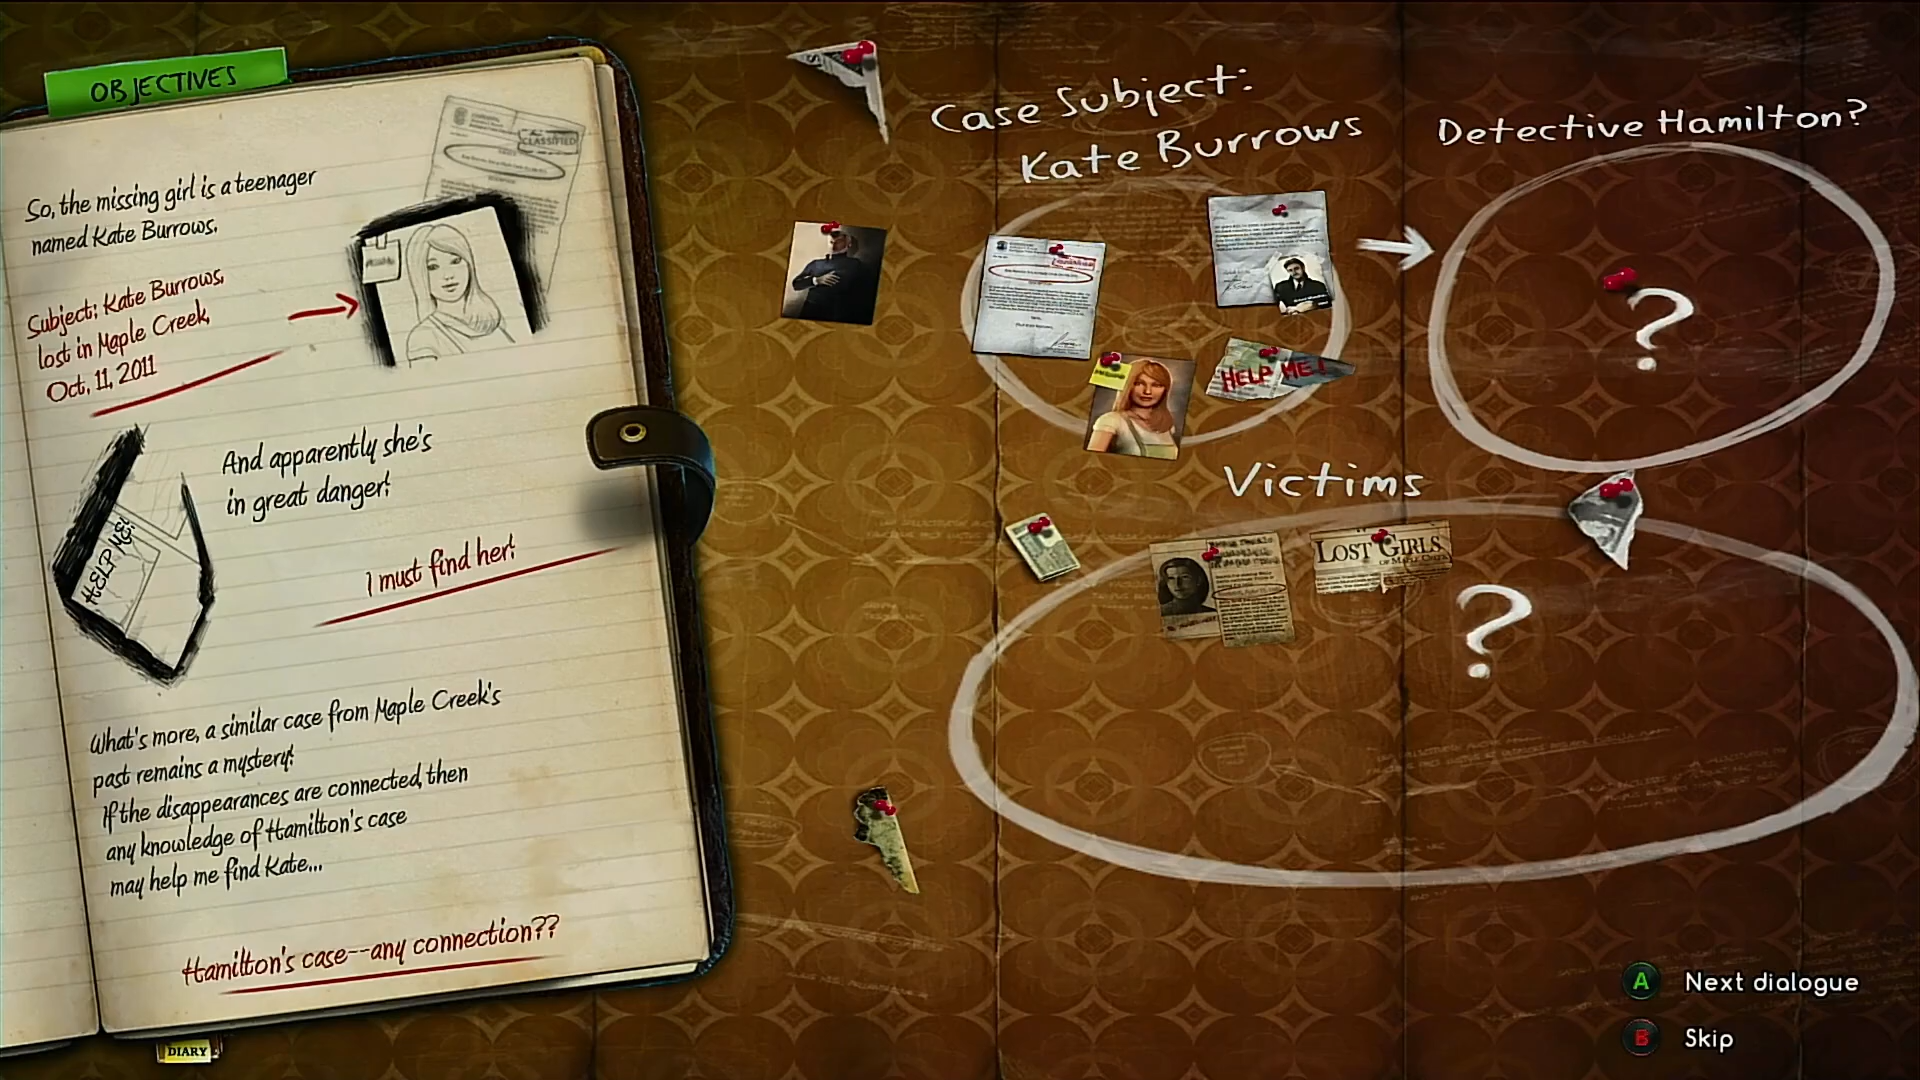 OBJECTIVES
So, the missing girl is a teenager
named Kate Burrows.
Subject: Kate Burrows,
lost in Maple Creek,
Oct. 11, 2011
CLASSIFIED
And apparently she's
in great danger!
HELP ME!
I must find her!
What's more, a similar case from Maple Creek's
past remains a mystery!
If the disappearances are connected, then
any knowledge of Hamilton's case
may help me find Kate...
Hamilton's case--any connection??
DIARY
Case Subject:
Kate Burrows
Detective Hamilton?
?
HELP ME!
Victims
LOST GIRLS
OF MAPLE CREEK
?
A Next dialogue
B Skip